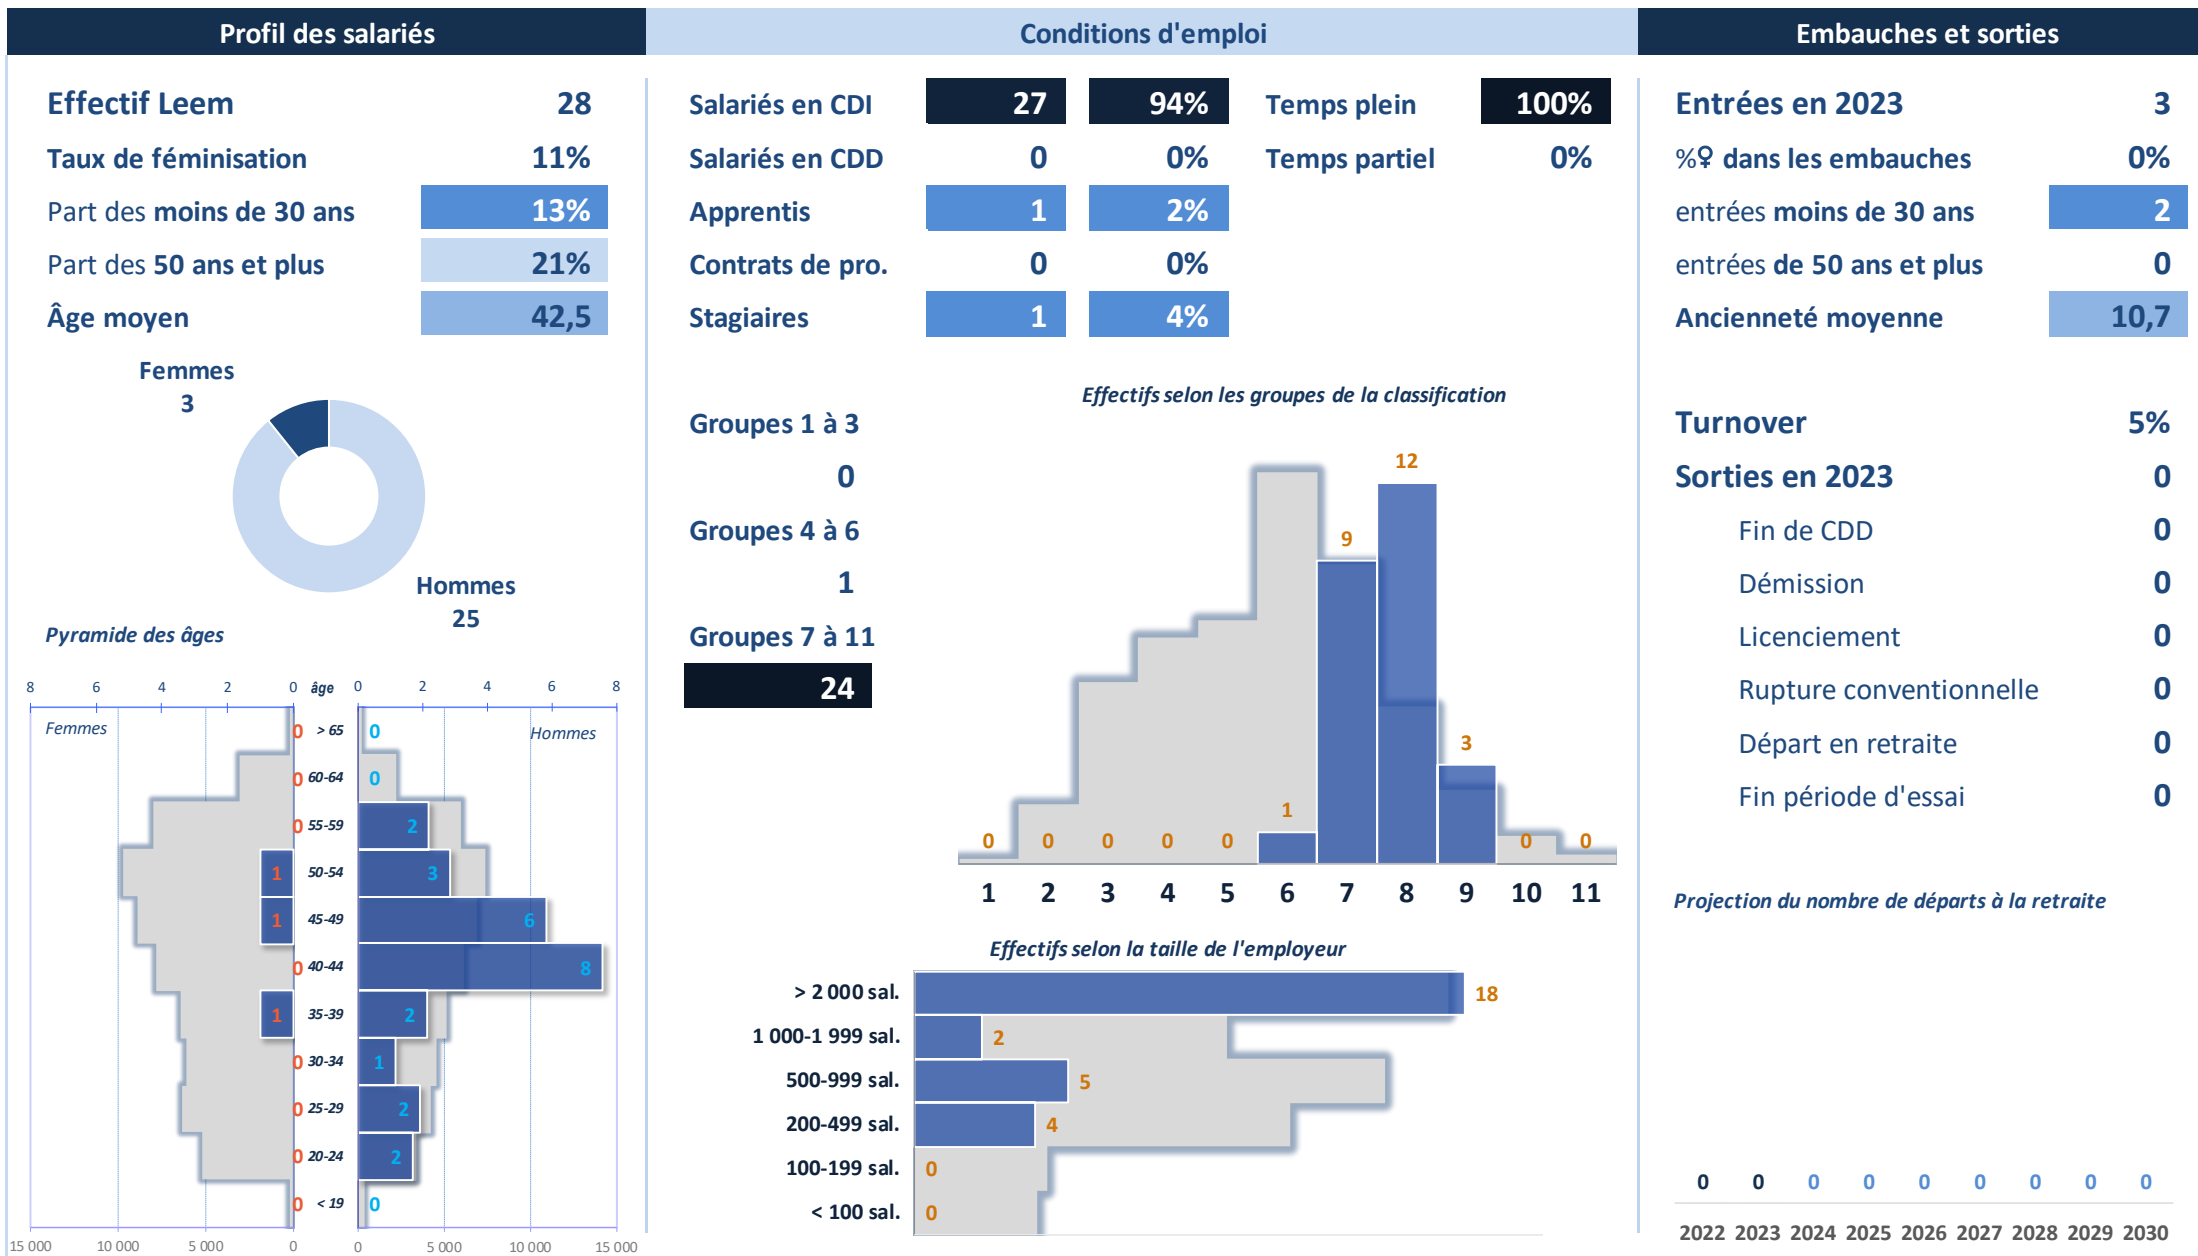 Profil des salariés
Effectif Leem 28
Taux de féminisation 11%
Part des moins de 30 ans 13%
Part des 50 ans et plus 21%
Âge moyen 42,5
Femmes
3
Hommes
25
Pyramide des âges
8 6 4 2 0 âge 0 2 4 6 8
Femmes Hommes
0 > 65 0
0 60-64 0
0 55-59 2
1 50-54 3
1 45-49 6
0 40-44 8
1 35-39 2
0 30-34 1
0 25-29 2
0 20-24 2
0 < 19 0
15 000 10 000 5 000 0 0 5 000 10 000 15 000
Conditions d'emploi
Salariés en CDI 27 94% Temps plein 100%
Salariés en CDD 0 0% Temps partiel 0%
Apprentis 1 2%
Contrats de pro. 0 0%
Stagiaires 1 4%
Groupes 1 à 3
0
Groupes 4 à 6
1
Groupes 7 à 11
24
Effectifs selon les groupes de la classification
0 0 0 0 0 1 9 12 3 0 0
1 2 3 4 5 6 7 8 9 10 11
Effectifs selon la taille de l'employeur
> 2 000 sal. 18
1 000-1 999 sal. 2
500-999 sal. 5
200-499 sal. 4
100-199 sal. 0
< 100 sal. 0
Embauches et sorties
Entrées en 2023 3
%♀ dans les embauches 0%
entrées moins de 30 ans 2
entrées de 50 ans et plus 0
Ancienneté moyenne 10,7
Turnover 5%
Sorties en 2023 0
Fin de CDD 0
Démission 0
Licenciement 0
Rupture conventionnelle 0
Départ en retraite 0
Fin période d'essai 0
Projection du nombre de départs à la retraite
0 0 0 0 0 0 0 0 0
2022 2023 2024 2025 2026 2027 2028 2029 2030